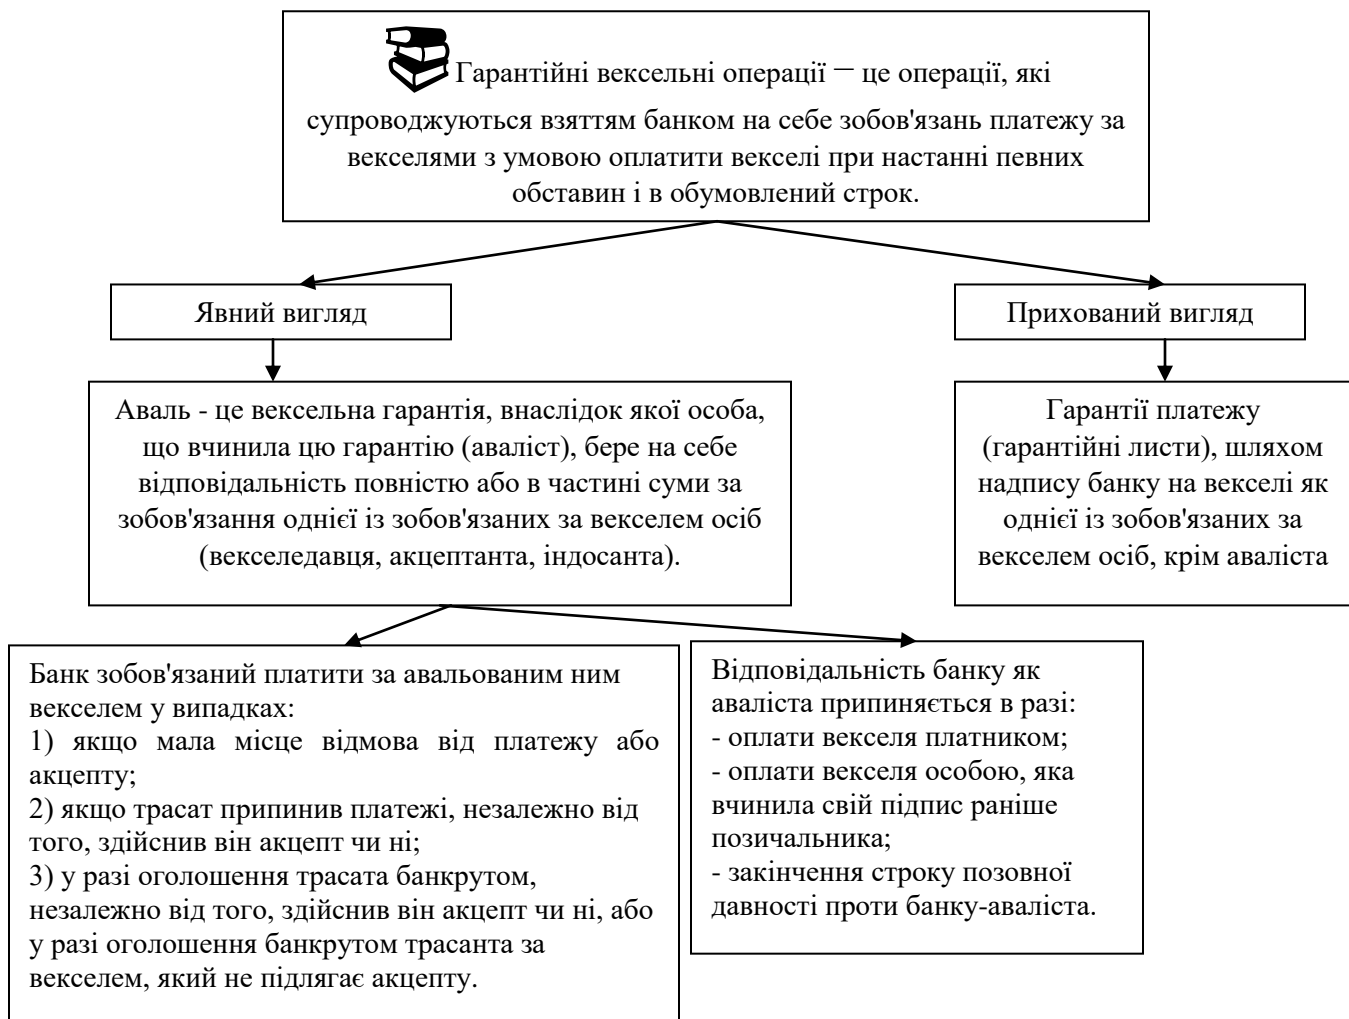 Гарантійні вексельні операції — це операції, які
супроводжуються взяттям банком на себе зобов'язань платежу за
векселями з умовою оплатити векселі при настанні певних
обставин і в обумовлений строк.
Явний вигляд
Прихований вигляд
Аваль - це вексельна гарантія, внаслідок якої особа,
що вчинила цю гарантію (аваліст), бере на себе
відповідальність повністю або в частині суми за
зобов'язання однієї із зобов'язаних за векселем осіб
(векселедавця, акцептанта, індосанта).
Гарантії платежу
(гарантійні листи), шляхом
надпису банку на векселі як
однієї із зобов'язаних за
векселем осіб, крім аваліста
Банк зобов'язаний платити за авальованим ним
векселем у випадках:
1) якщо мала місце відмова від платежу або
акцепту;
2) якщо трасат припинив платежі, незалежно від
того, здійснив він акцепт чи ні;
3) у разі оголошення трасата банкрутом,
незалежно від того, здійснив він акцепт чи ні, або
у разі оголошення банкрутом трасанта за
векселем, який не підлягає акцепту.
Відповідальність банку як
аваліста припиняється в разі:
- оплати векселя платником;
- оплати векселя особою, яка
вчинила свій підпис раніше
позичальника;
- закінчення строку позовної
давності проти банку-аваліста.